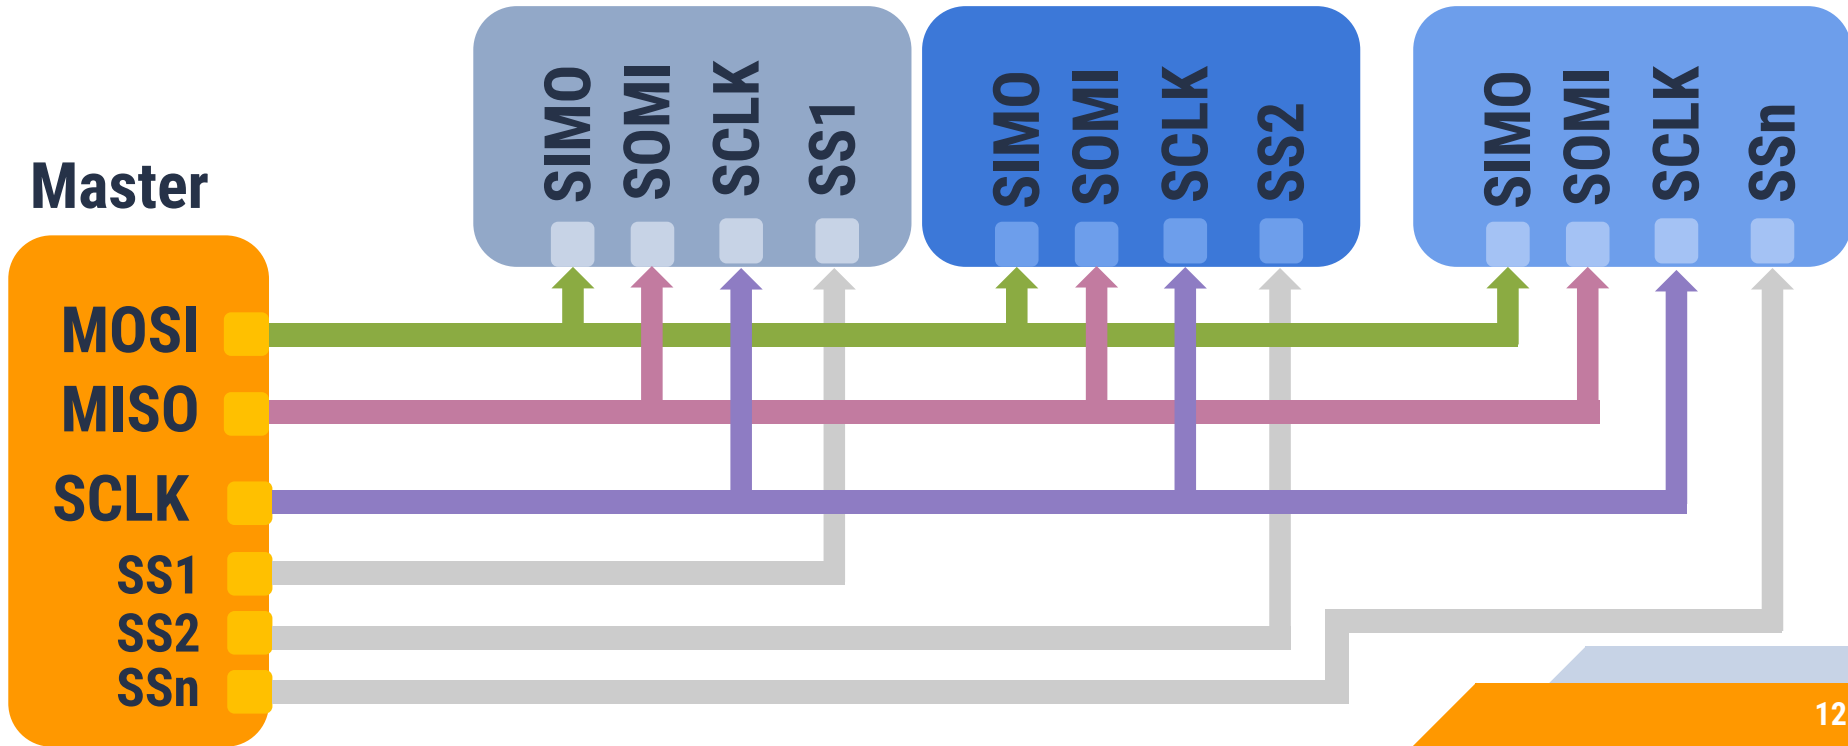 SIMO
SOMI
SCLK
SS1
SIMO
SOMI
SCLK
SS2
SIMO
SOMI
SCLK
SSn
Master
MOSI
MISO
SCLK
SS1
SS2
SSn
12